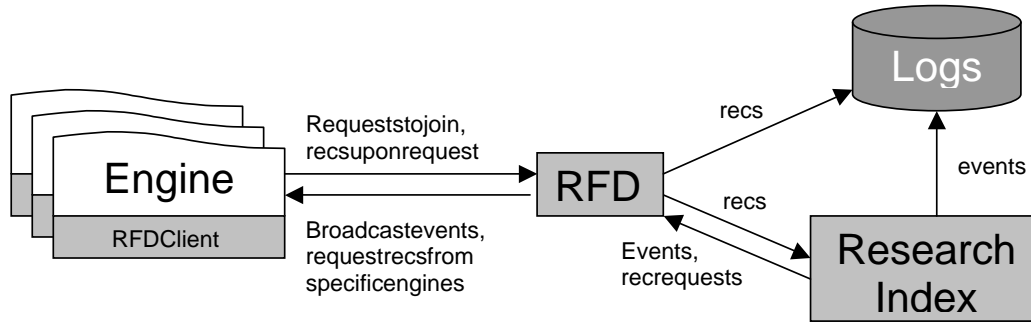 Logs
recs
Requeststojoin,
recsuponrequest
events
Engine
RFD
recs
RFDClient
Broadcastevents,
requestrecsfrom
specificengines
Events,
recrequests
Research
Index